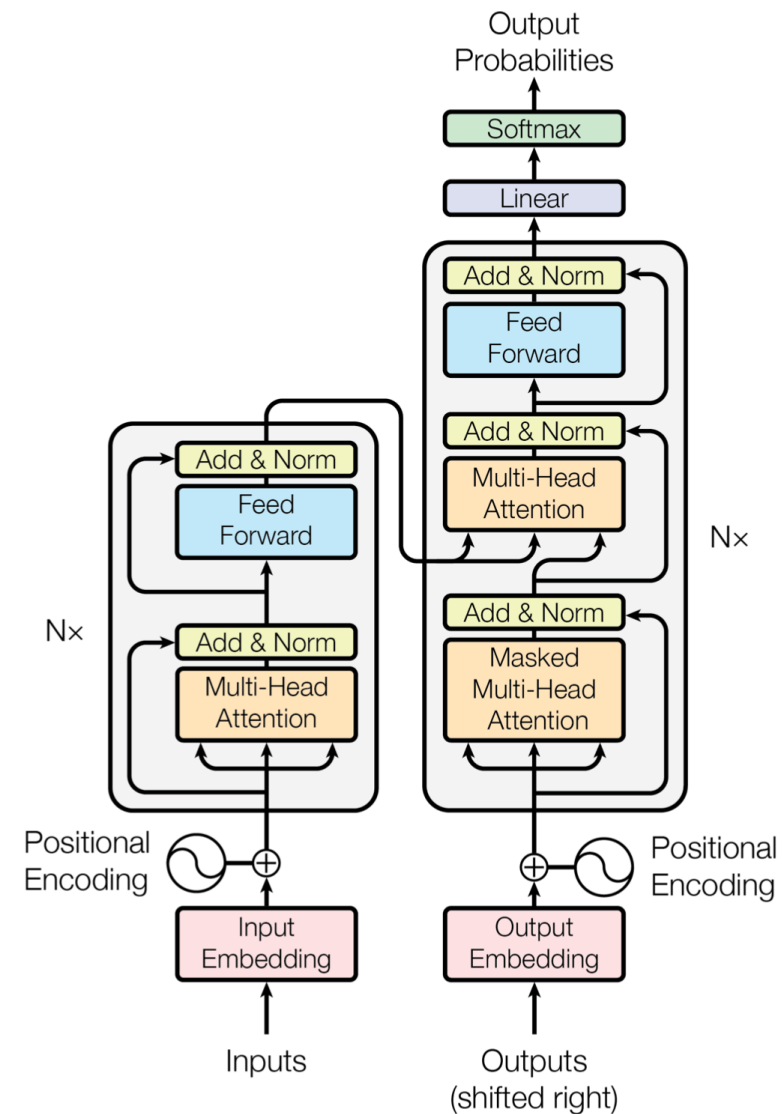 Output
Probabilities
Softmax
Linear
Add & Norm
Feed
Forward
Add & Norm
Multi-Head
Attention
Nx
Add & Norm
Masked
Multi-Head
Attention
Add & Norm
Feed
Forward
Nx
Add & Norm
Multi-Head
Attention
Positional
Encoding
Positional
Encoding
Input
Embedding
Output
Embedding
Inputs
Outputs
(shifted right)